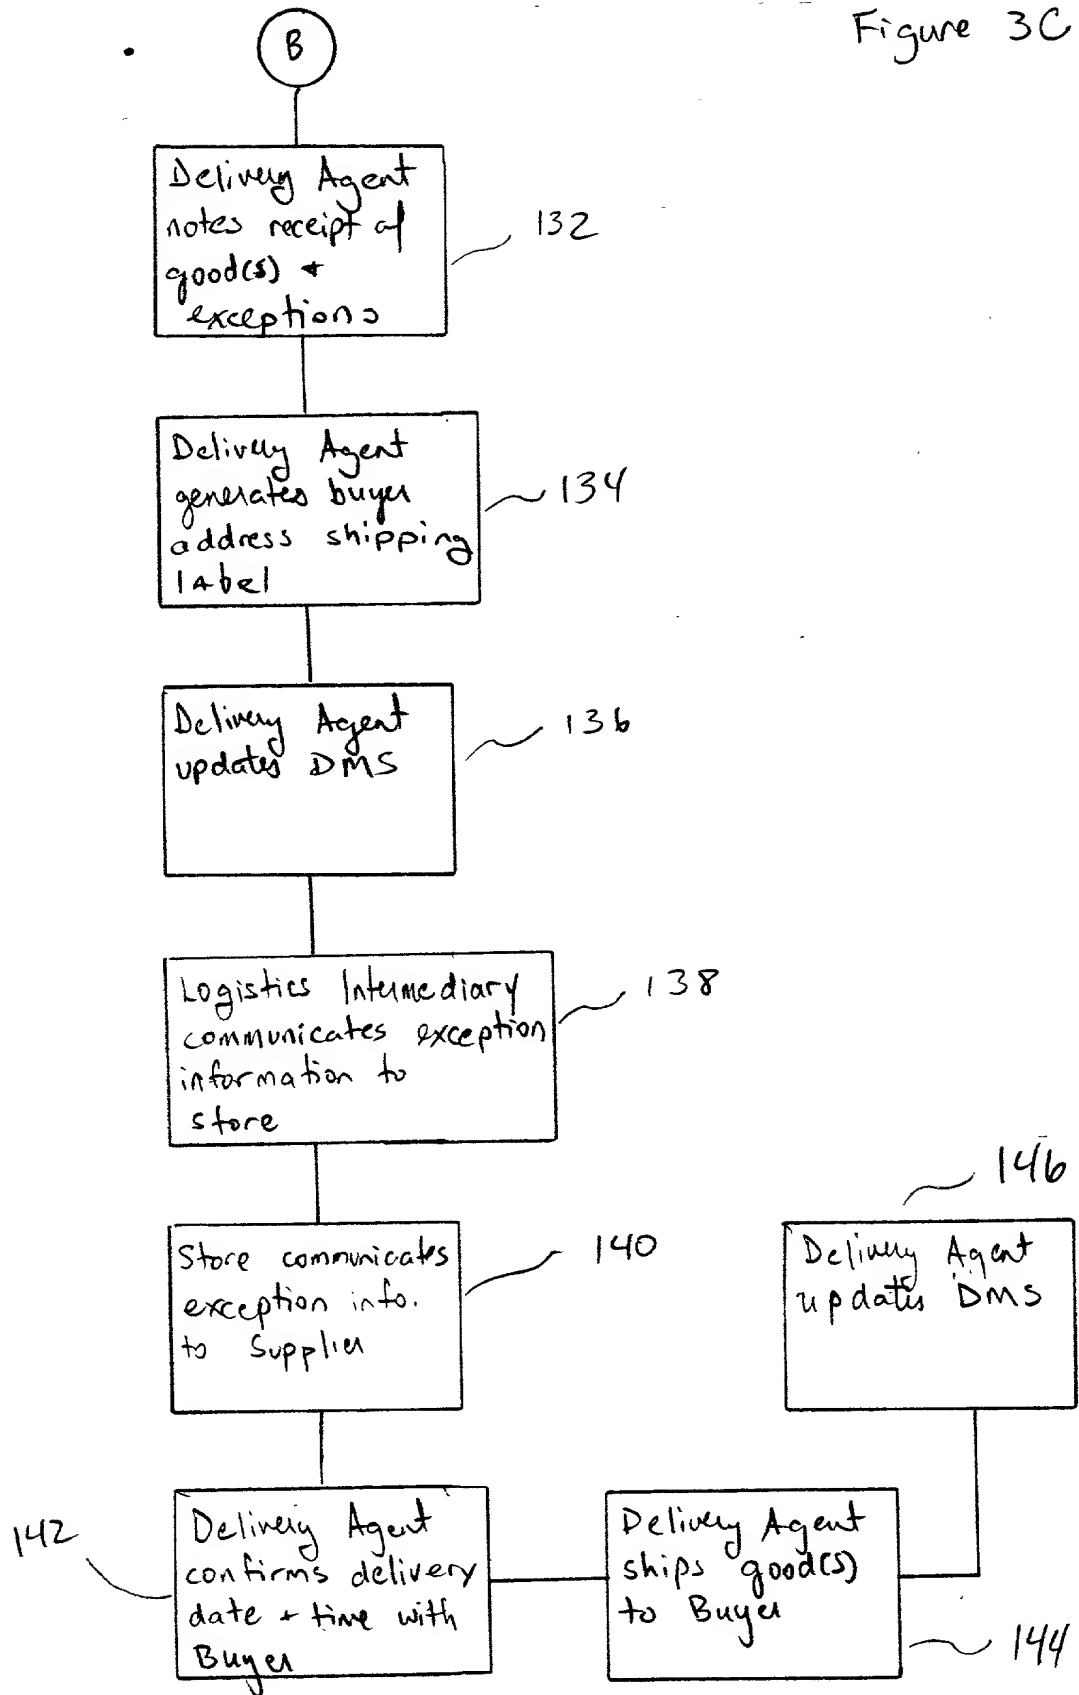 Figure 3C
B
Delivery Agent
notes receipt of
good(s) +
exceptions
132
Delivery Agent
generates buyer
address shipping
label
134
Delivery Agent
updates DMS
136
Logistics Intermediary
communicates exception
information to
store
138
Store communicates
exception info.
to Supplier
140
Delivery Agent
confirms delivery
date + time with
Buyer
142
Delivery Agent
ships good(s)
to Buyer
144
Delivery Agent
updates DMS
146